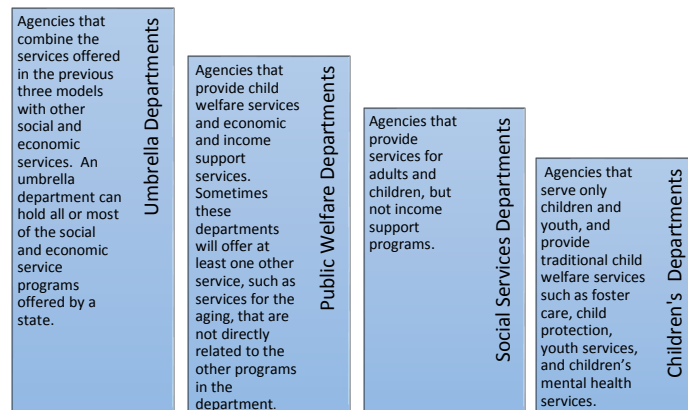 Agencies that
combine the
services offered
in the previous
three models
with other
social and
economic
services.  An
umbrella
department can
hold all or most
of the social
and economic
service
programs
offered by a
state.
Umbrella Departments
Agencies that
provide child
welfare services
and economic
and income
support
services.
Sometimes
these
departments
will offer at
least one other
service, such as
services for the
aging, that are
not directly
related to the
other programs
in the
department.
Public Welfare Departments
Agencies that
provide
services for
adults and
children, but
not income
support
programs.
Social Services Departments
Agencies that
serve only
children and
youth, and
provide
traditional child
welfare services
such as foster
care, child
protection,
youth services,
and children’s
mental health
services.
Children's  Departments